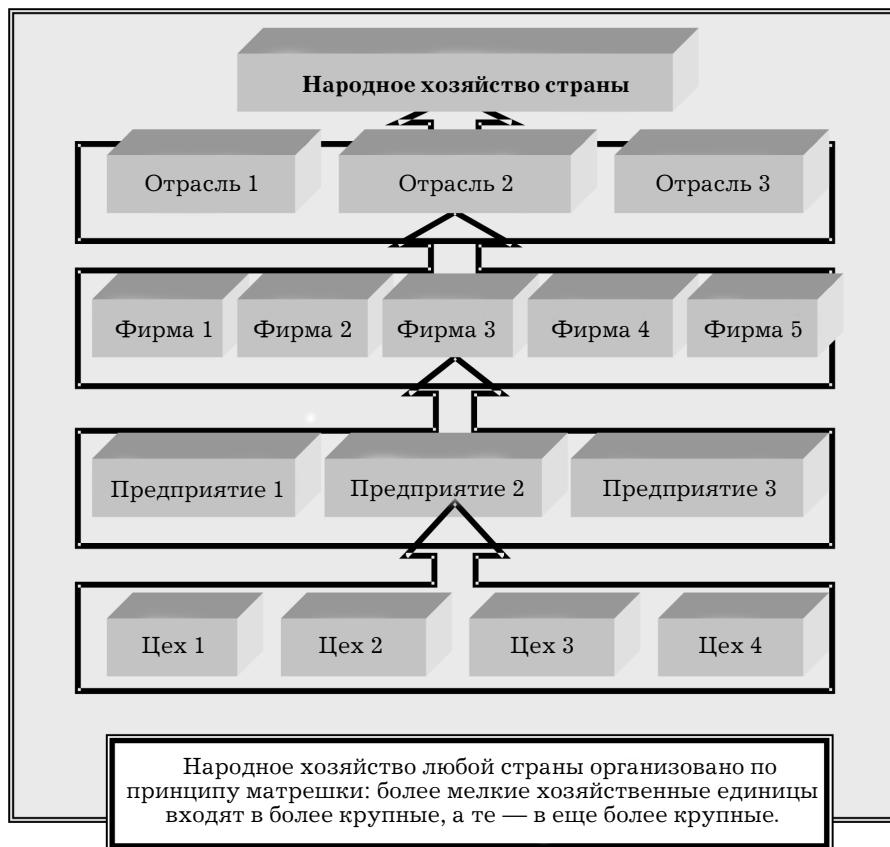 Народное хозяйство страны
Отрасль 1 Отрасль 2 Отрасль 3
Фирма 1 Фирма 2 Фирма 3 Фирма 4 Фирма 5
Предприятие 1 Предприятие 2 Предприятие 3
Цех 1 Цех 2 Цех 3 Цех 4
Народное хозяйство любой страны организовано по
принципу матрешки: более мелкие хозяйственные единицы
входят в более крупные, а те — в еще более крупные.